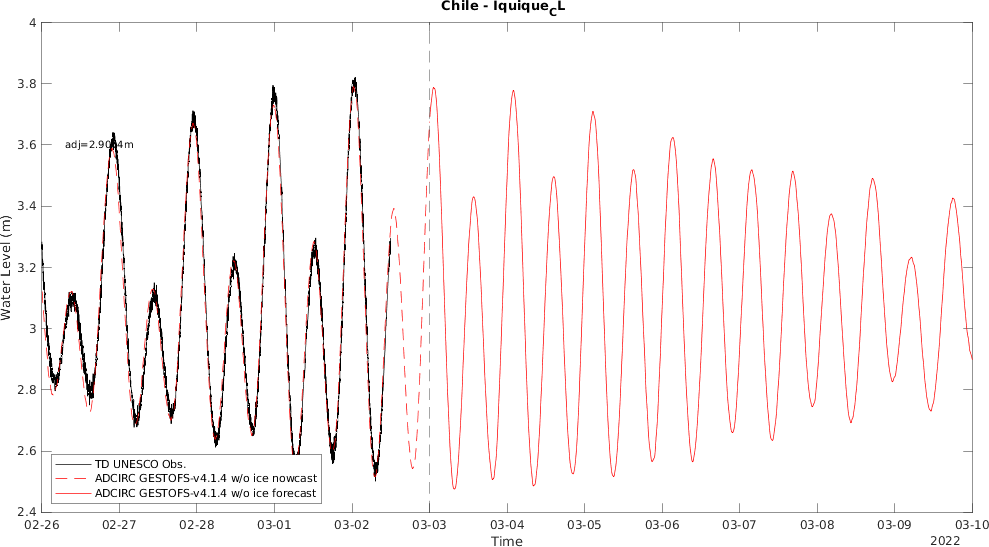 Chile - Iquique_CL
4
3.8
3.6
3.4
3.2
3
2.8
2.6
2.4
Water Level (m)
TD UNESCO Obs.
ADCIRC GESTOFS-v4.1.4 w/o ice nowcast
ADCIRC GESTOFS-v4.1.4 w/o ice forecast
02-26 02-27 02-28 03-01 03-02 03-03 03-04 03-05 03-06 03-07 03-08 03-09 03-10
Time
2022